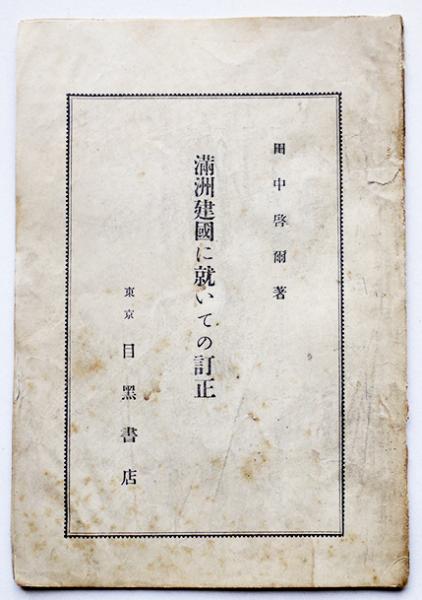 田中啓爾著
滿洲建國に就いての訂正
東京 目黑書店